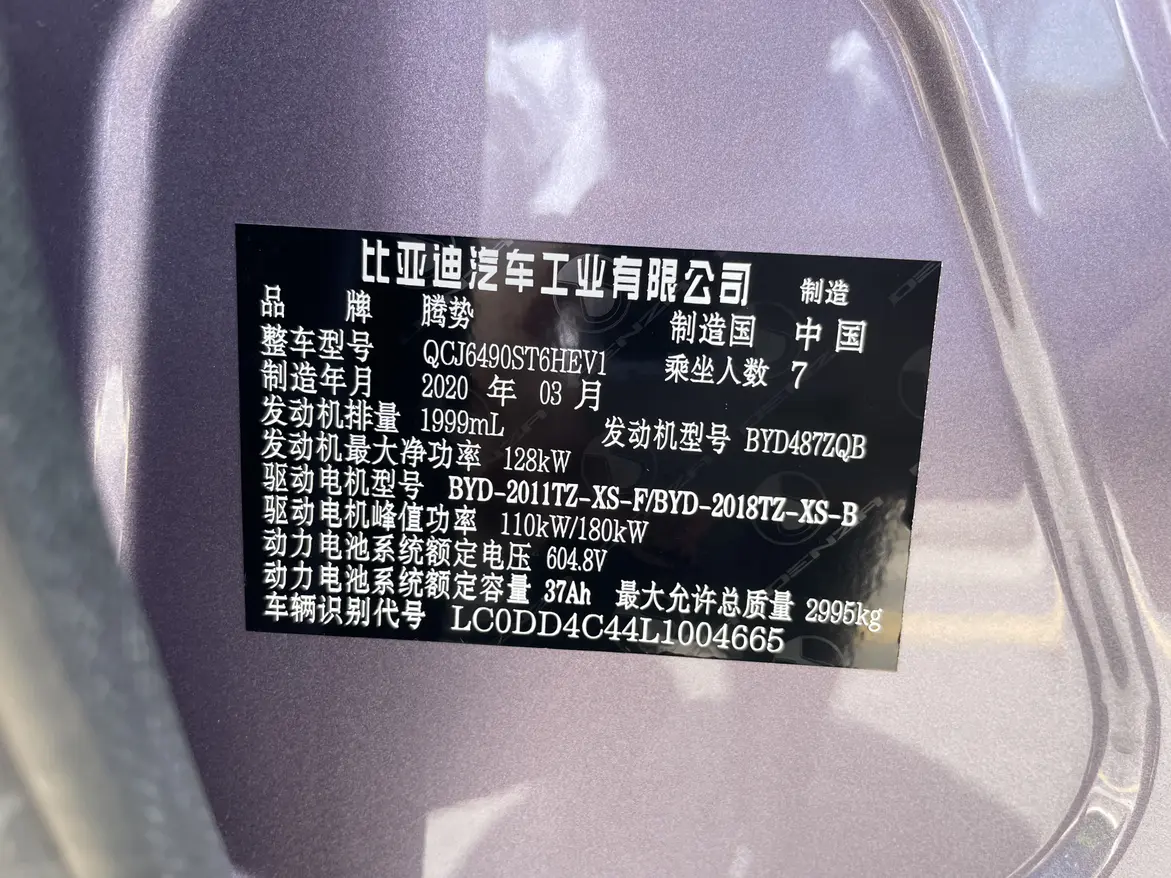 比亚迪汽车工业有限公司 制造
品 牌 腾势 制造国 中国
整车型号 QCJ6490ST6HEV1 乘坐人数 7
制造年月 2020 年 03 月
发动机排量 1999mL 发动机型号 BYD487ZQB
发动机最大净功率 128kW
驱动电机型号 BYD-2011TZ-XS-F/BYD-2018TZ-XS-B
驱动电机峰值功率 110kW/180kW
动力电池系统额定电压 604.8V
动力电池系统额定容量 37Ah 最大允许总质量 2995kg
车辆识别代号 LC0DD4C44L1004665
DENZA
DENZA